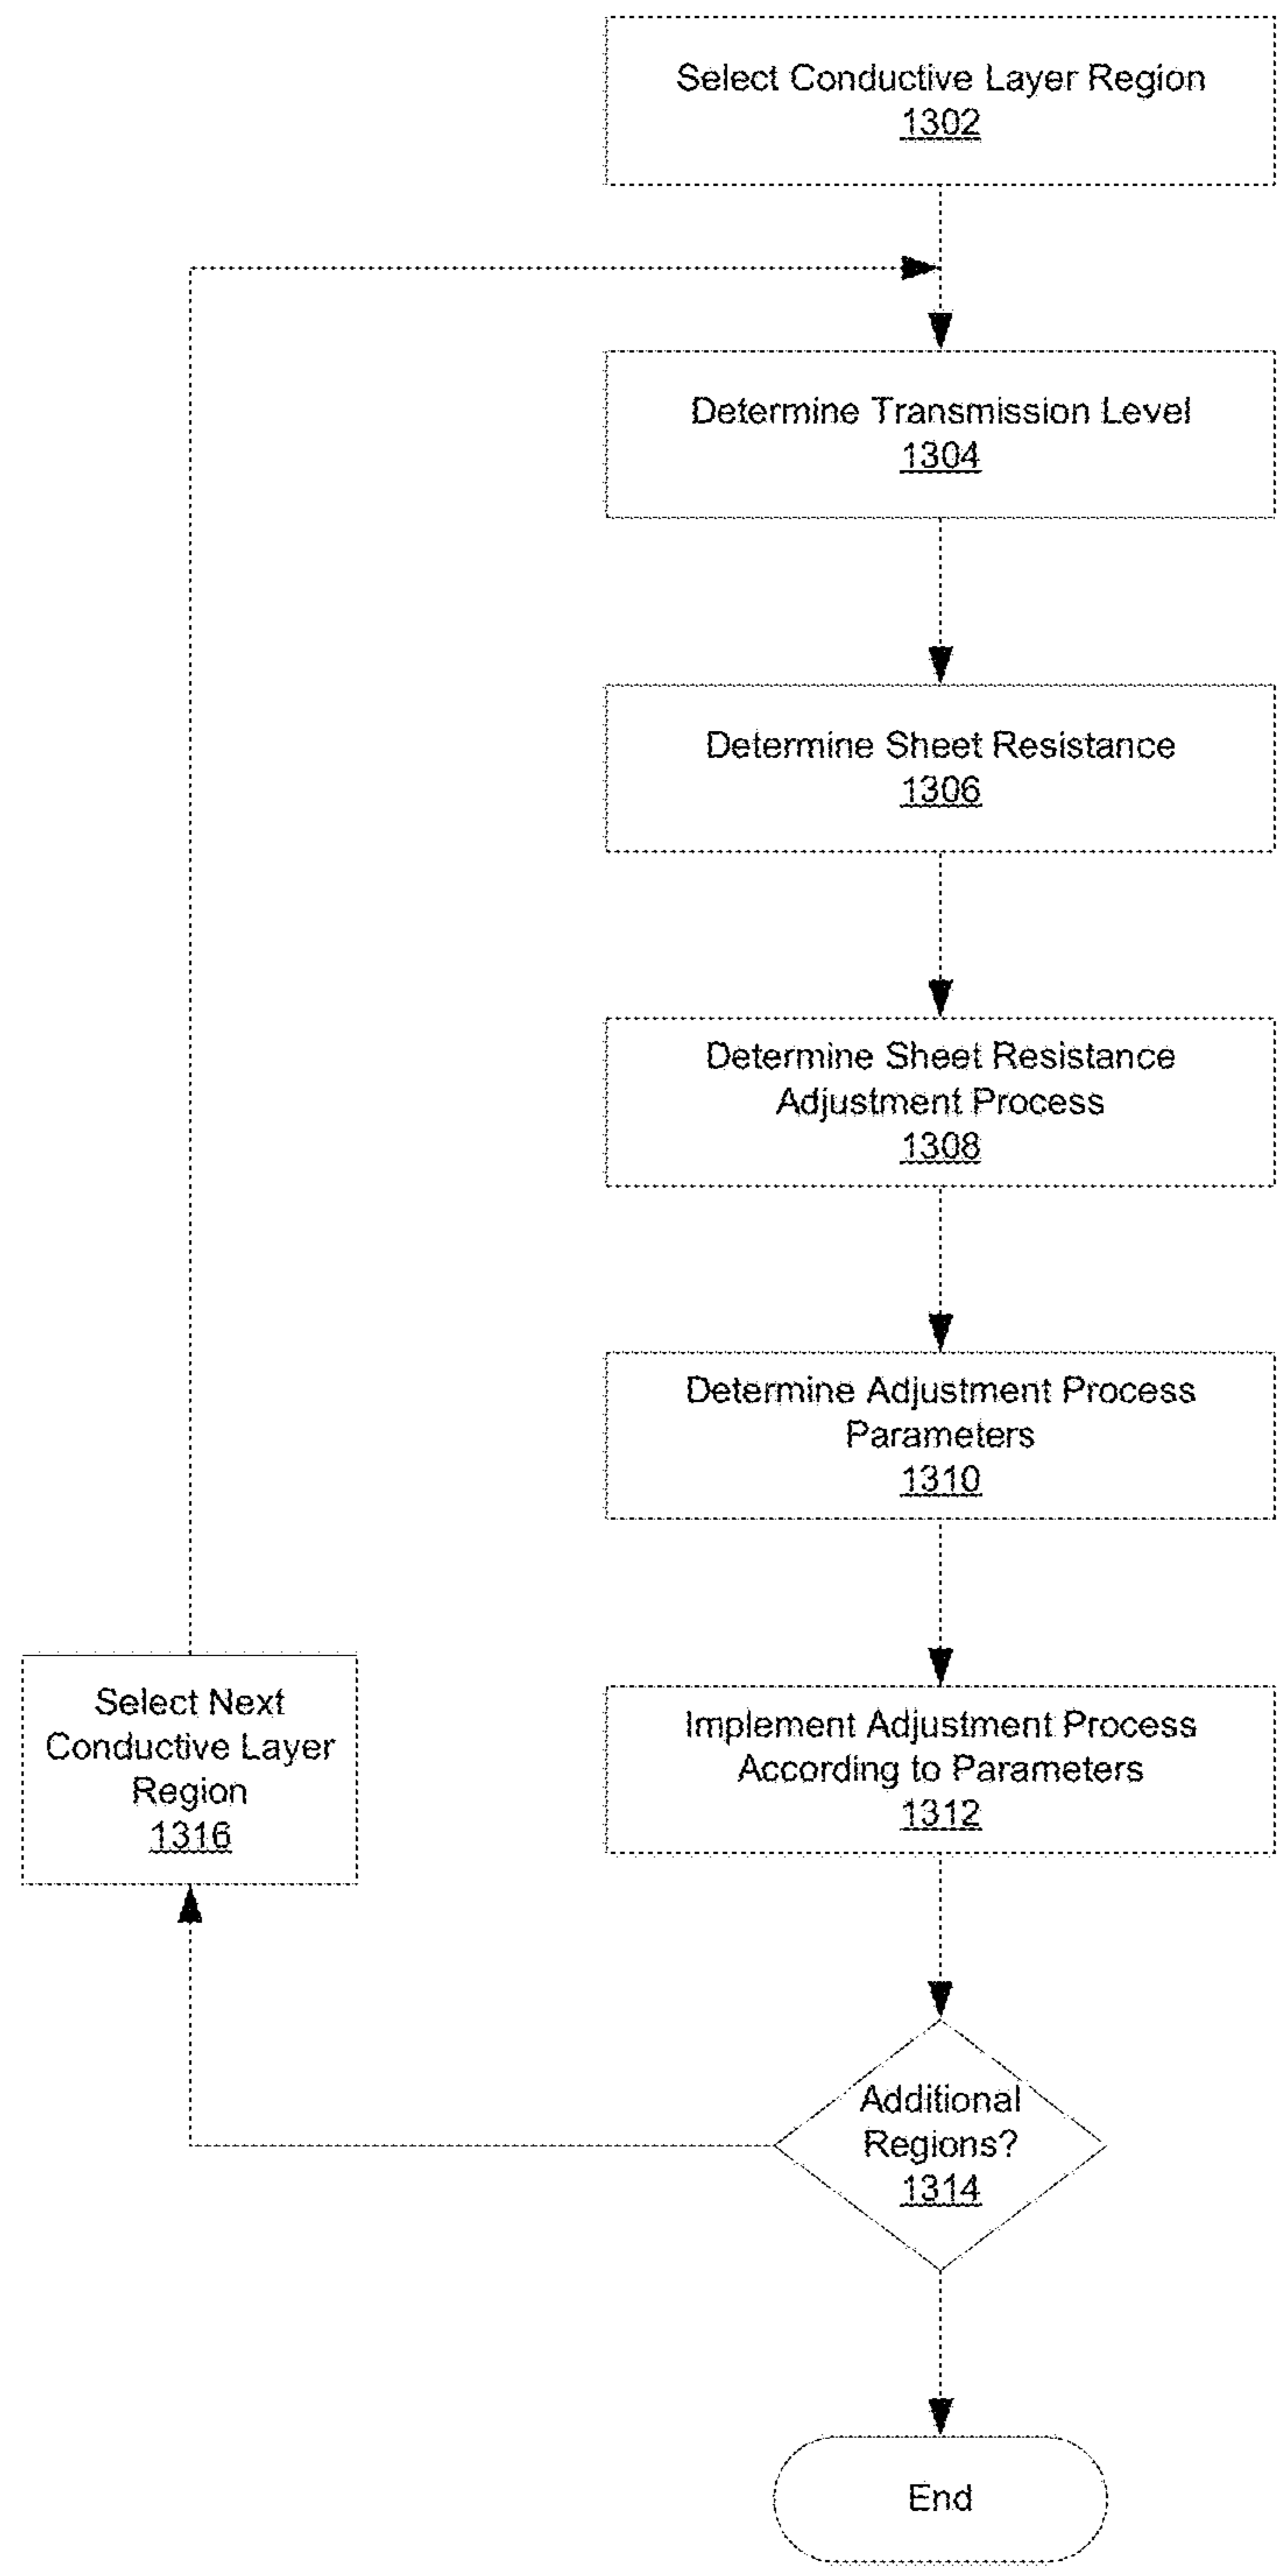 Select Conductive Layer Region
1302
Determine Transmission Level
1304
Determine Sheet Resistance
1306
Determine Sheet Resistance
Adjustment Process
1308
Determine Adjustment Process
Parameters
1310
Implement Adjustment Process
According to Parameters
1312
Select Next
Conductive Layer
Region
1316
Additional
Regions?
1314
End